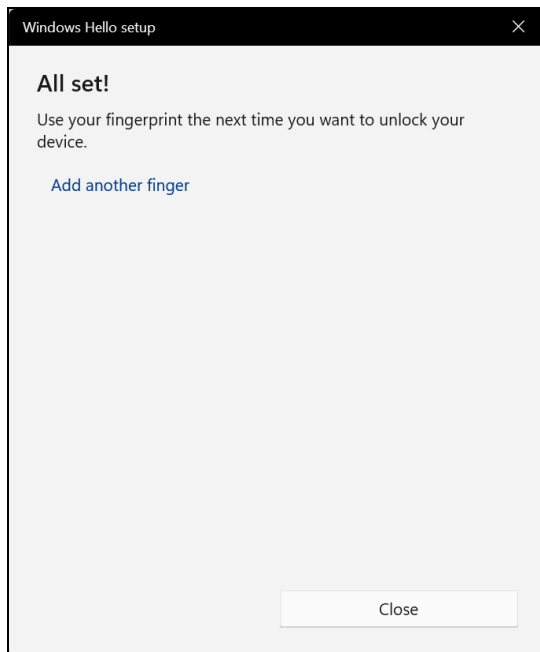 Windows Hello setup
All set!
Use your fingerprint the next time you want to unlock your
device.
Add another finger
Close